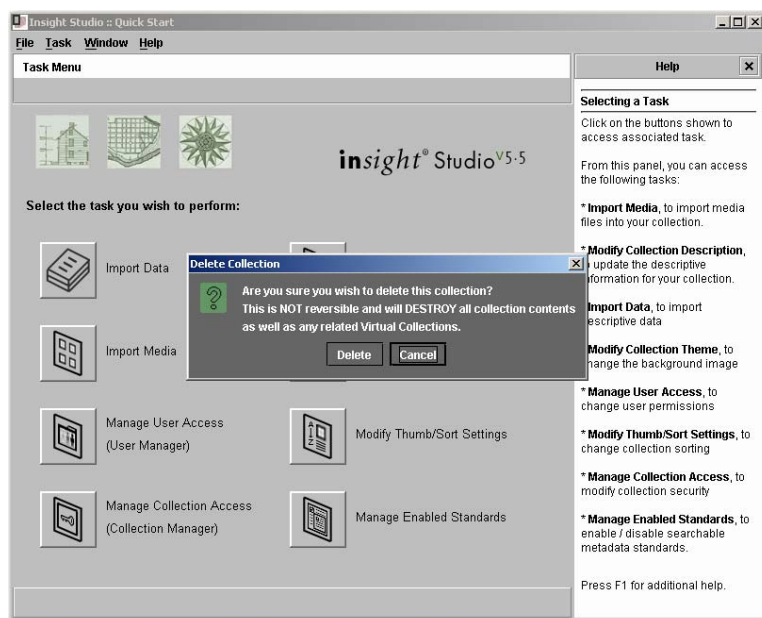 Insight Studio :: Quick Start
File Task Window Help
Task Menu
insight® Studio v5.5
Select the task you wish to perform:
Import Data
Import Media
Manage User Access
(User Manager)
Manage Collection Access
(Collection Manager)
Modify Thumb/Sort Settings
Manage Enabled Standards
Delete Collection
Are you sure you wish to delete this collection?
This is NOT reversible and will DESTROY all collection contents
as well as any related Virtual Collections.
Delete Cancel
Help
Selecting a Task
Click on the buttons shown to
access associated task.
From this panel, you can access
the following tasks:
* Import Media, to import media
files into your collection.
* Modify Collection Description,
update the descriptive
information for your collection.
Import Data, to import
descriptive data
Modify Collection Theme, to
change the background image
* Manage User Access, to
change user permissions
* Modify Thumb/Sort Settings, to
change collection sorting
* Manage Collection Access, to
modify collection security
* Manage Enabled Standards, to
enable / disable searchable
metadata standards.
Press F1 for additional help.